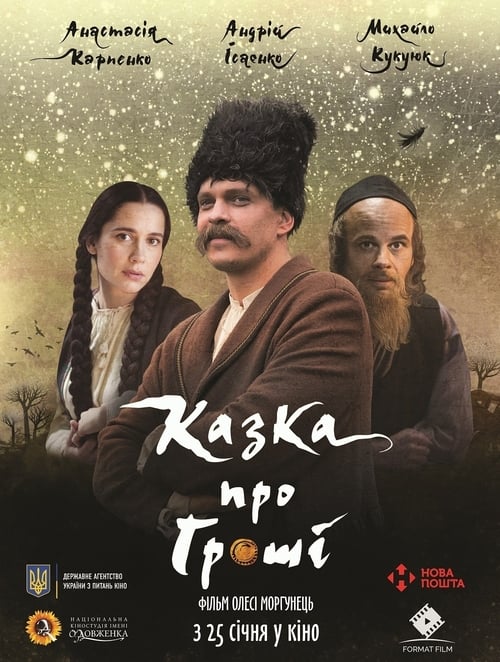 Анастасія Андрій Михайло
Карпенко Ісаєнко Кукуюк
Казка
про
Гроші
ФІЛЬМ ОЛЕСІ МОРГУНЕЦЬ
З 25 СІЧНЯ У КІНО
ДЕРЖАВНЕ АГЕНТСТВО
УКРАЇНИ З ПИТАНЬ КІНО
НАЦІОНАЛЬНА
КІНОСТУДІЯ ІМЕНІ
О.ДОВЖЕНКА
НОВА
ПОШТА
FORMAT FILM